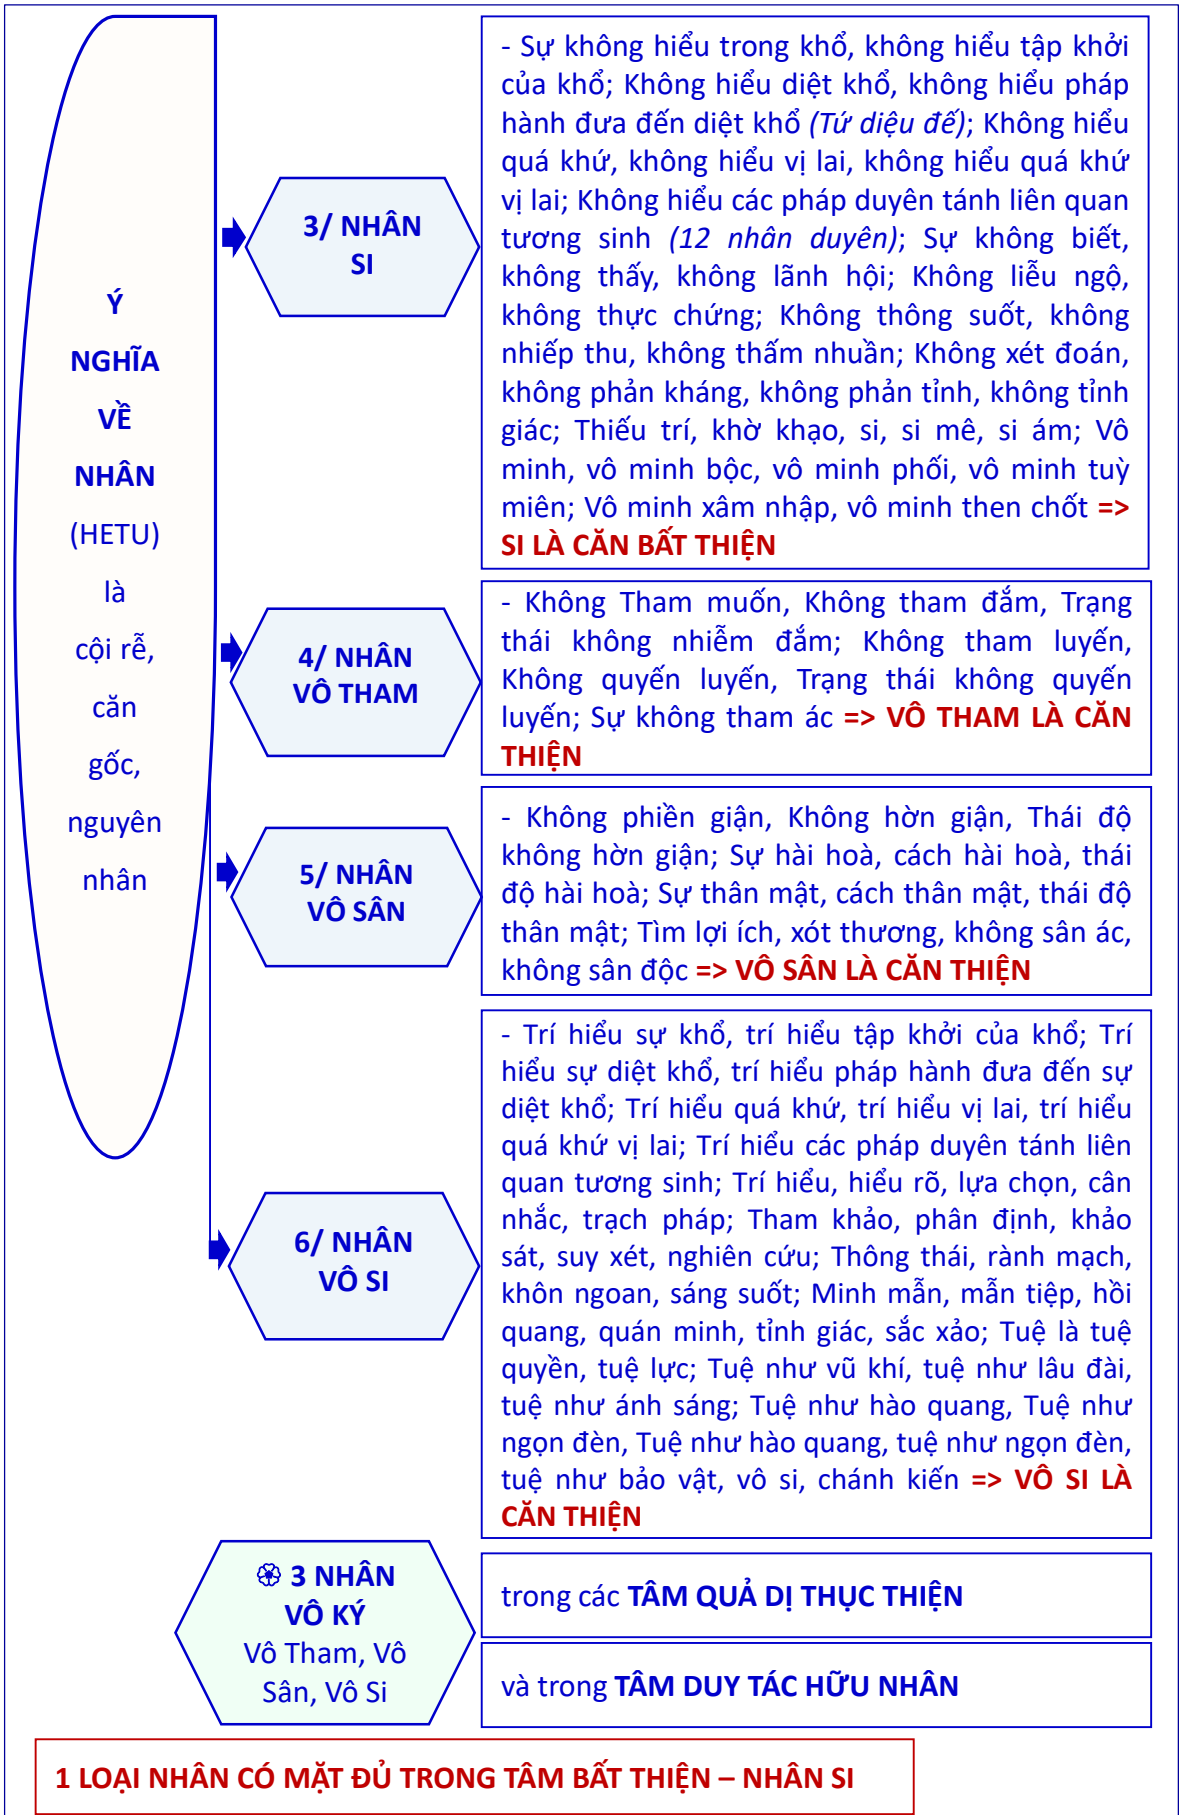 Ý
NGHĨA
VỀ
NHÂN
(HETU)
là
cội rễ,
căn
gốc,
nguyên
nhân
3/ NHÂN
SI
- Sự không hiểu trong khổ, không hiểu tập khởi
của khổ; Không hiểu diệt khổ, không hiểu pháp
hành đưa đến diệt khổ (Tứ diệu đế); Không hiểu
quá khứ, không hiểu vị lai, không hiểu quá khứ
vị lai; Không hiểu các pháp duyên tánh liên quan
tương sinh (12 nhân duyên); Sự không biết,
không thấy, không lãnh hội; Không liễu ngộ,
không thực chứng; Không thông suốt, không
nhiếp thu, không thấm nhuần; Không xét đoán,
không phản kháng, không phản tỉnh, không tỉnh
giác; Thiếu trí, khờ khạo, si, si mê, si ám; Vô
minh, vô minh bộc, vô minh phối, vô minh tuỳ
miên; Vô minh xâm nhập, vô minh then chốt =>
SI LÀ CĂN BẤT THIỆN
4/ NHÂN
VÔ THAM
- Không Tham muốn, Không tham đắm, Trạng
thái không nhiễm đắm; Không tham luyến,
Không quyến luyến, Trạng thái không quyến
luyến; Sự không tham ác => VÔ THAM LÀ CĂN
THIỆN
5/ NHÂN
VÔ SÂN
- Không phiền giận, Không hờn giận, Thái độ
không hờn giận; Sự hài hoà, cách hài hoà, thái
độ hài hoà; Sự thân mật, cách thân mật, thái độ
thân mật; Tìm lợi ích, xót thương, không sân ác,
không sân độc => VÔ SÂN LÀ CĂN THIỆN
6/ NHÂN
VÔ SI
- Trí hiểu sự khổ, trí hiểu tập khởi của khổ; Trí
hiểu sự diệt khổ, trí hiểu pháp hành đưa đến sự
diệt khổ; Trí hiểu quá khứ, trí hiểu vị lai, trí hiểu
quá khứ vị lai; Trí hiểu các pháp duyên tánh liên
quan tương sinh; Trí hiểu, hiểu rõ, lựa chọn, cân
nhắc, trạch pháp; Tham khảo, phân định, khảo
sát, suy xét, nghiên cứu; Thông thái, rành mạch,
khôn ngoan, sáng suốt; Minh mẫn, mẫn tiệp, hồi
quang, quán minh, tỉnh giác, sắc xảo; Tuệ là tuệ
quyền, tuệ lực; Tuệ như vũ khí, tuệ như lâu đài,
tuệ như ánh sáng; Tuệ như hào quang, Tuệ như
ngọn đèn, Tuệ như hào quang, tuệ như ngọn đèn,
tuệ như bảo vật, vô si, chánh kiến => VÔ SI LÀ
CĂN THIỆN
🏵 3 NHÂN
VÔ KÝ
Vô Tham, Vô
Sân, Vô Si
trong các TÂM QUẢ DỊ THỤC THIỆN
và trong TÂM DUY TÁC HỮU NHÂN
1 LOẠI NHÂN CÓ MẶT ĐỦ TRONG TÂM BẤT THIỆN – NHÂN SI